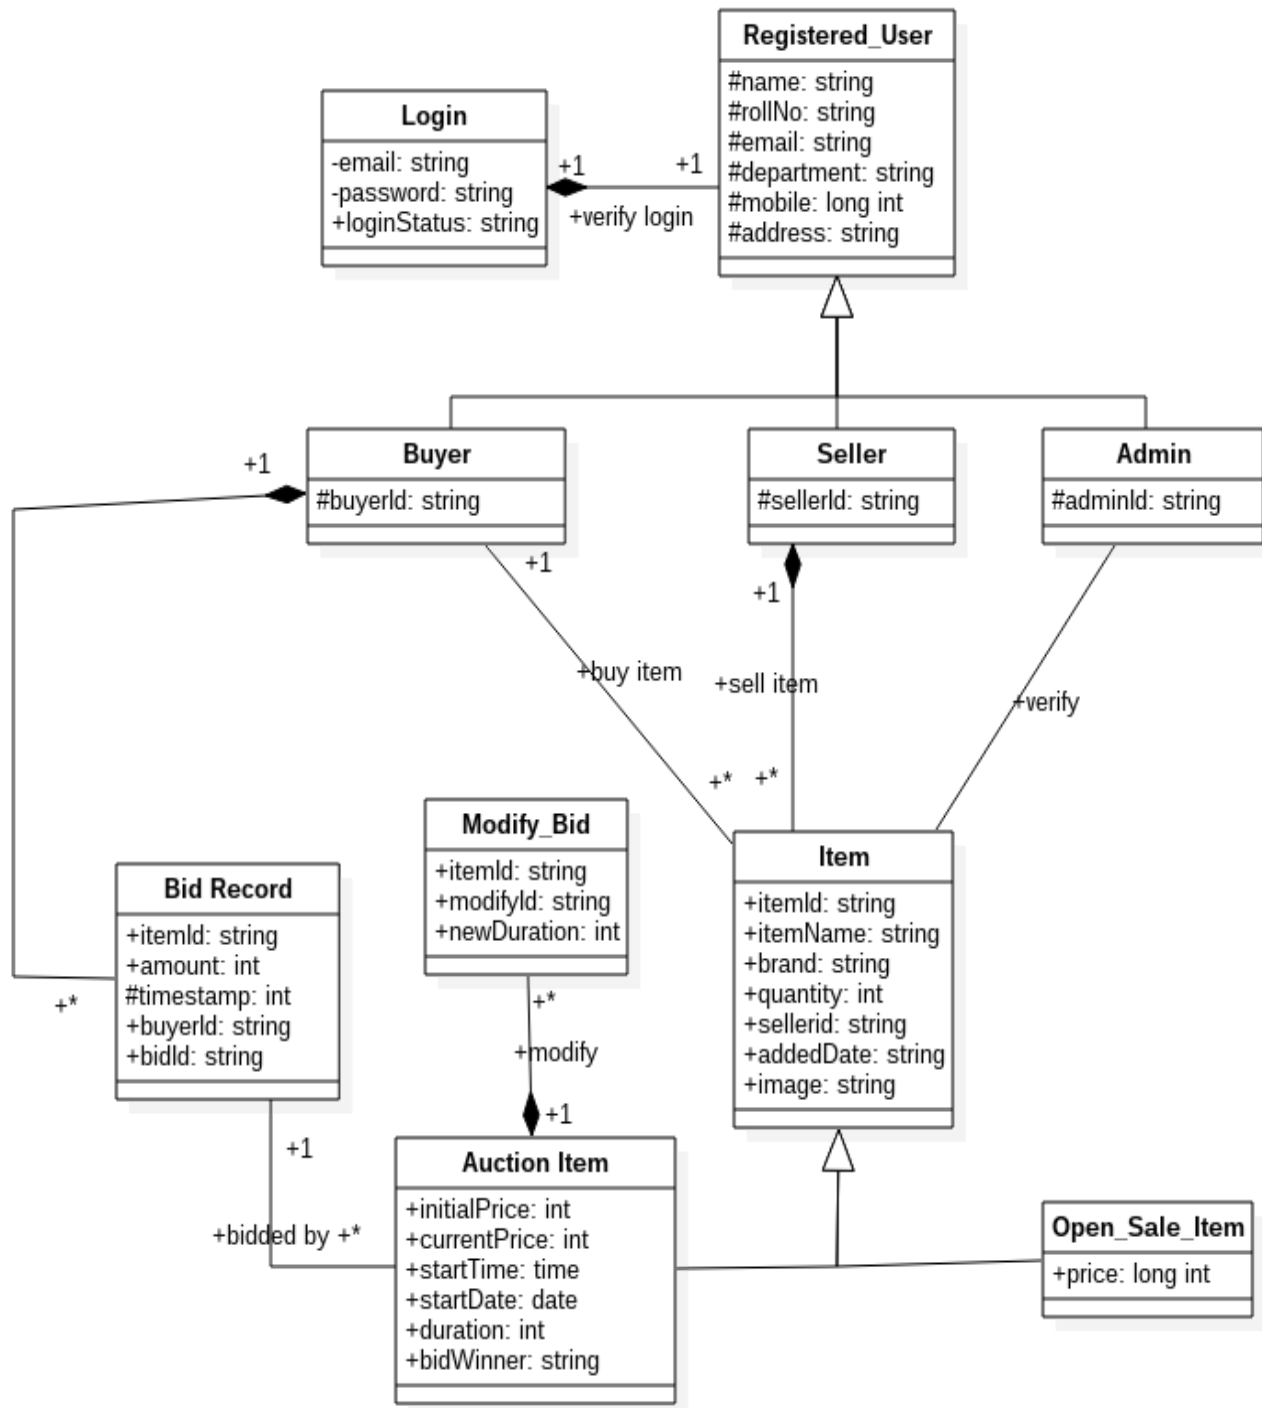 Registered_User
#name: string
#rollNo: string
#email: string
#department: string
#mobile: long int
#address: string
Login
-email: string
-password: string
+loginStatus: string
+1
+1
+verify login
Buyer
#buyerId: string
Seller
#sellerId: string
Admin
#adminId: string
+1
+1
+1
+buy item
+sell item
+verify
+*
+*
Modify_Bid
+itemId: string
+modifyId: string
+newDuration: int
Item
+itemId: string
+itemName: string
+brand: string
+quantity: int
+sellerid: string
+addedDate: string
+image: string
Bid Record
+itemId: string
+amount: int
#timestamp: int
+buyerId: string
+bidId: string
+*
+*
+modify
+1
+1
+bidded by +*
Auction Item
+initialPrice: int
+currentPrice: int
+startTime: time
+startDate: date
+duration: int
+bidWinner: string
Open_Sale_Item
+price: long int